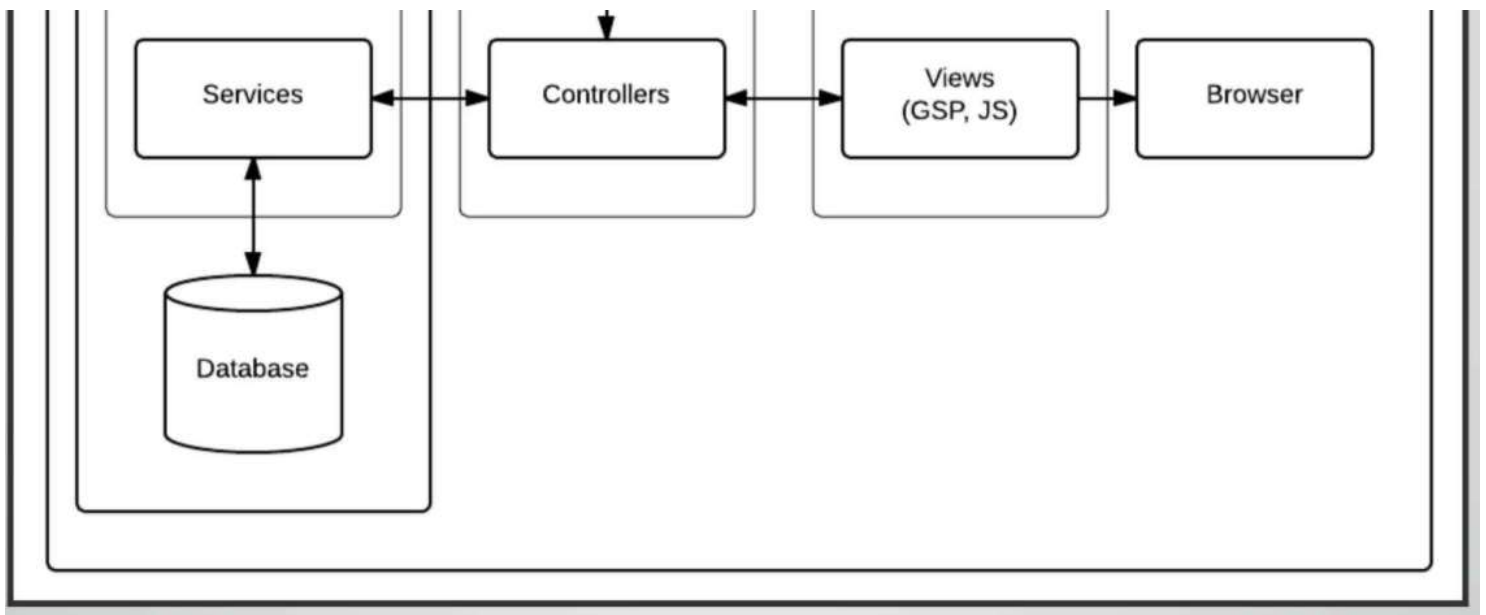 Services
Controllers
Views
(GSP, JS)
Browser
Database